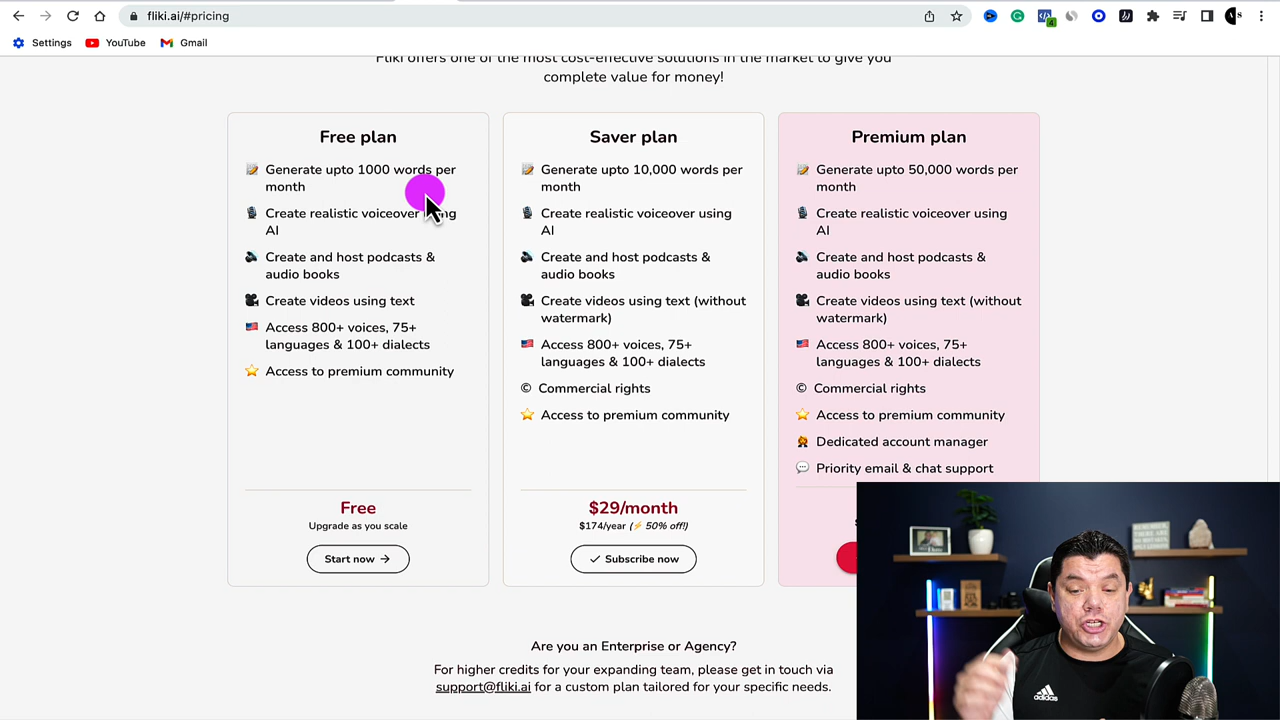 fliki.ai/#pricing
Settings
YouTube
Gmail
Fliki offers one of the most cost-effective solutions in the market to give you
complete value for money!
Free plan
Generate upto 1000 words per
month
Create realistic voiceover
AI
Create and host podcasts &
audio books
Create videos using text
Access 800+ voices, 75+
languages & 100+ dialects
Access to premium community
Free
Upgrade as you scale
Start now →
Saver plan
Generate upto 10,000 words per
month
Create realistic voiceover using
AI
Create and host podcasts &
audio books
Create videos using text (without
watermark)
Access 800+ voices, 75+
languages & 100+ dialects
© Commercial rights
Access to premium community
$29/month
$174/year (⚡ 50% off!)
✓ Subscribe now
Premium plan
Generate upto 50,000 words per
month
Create realistic voiceover using
AI
Create and host podcasts &
audio books
Create videos using text (without
watermark)
Access 800+ voices, 75+
languages & 100+ dialects
© Commercial rights
Access to premium community
Dedicated account manager
Priority email & chat support
Are you an Enterprise or Agency?
For higher credits for your expanding team, please get in touch via
support@fliki.ai for a custom plan tailored for your specific needs.
adidas